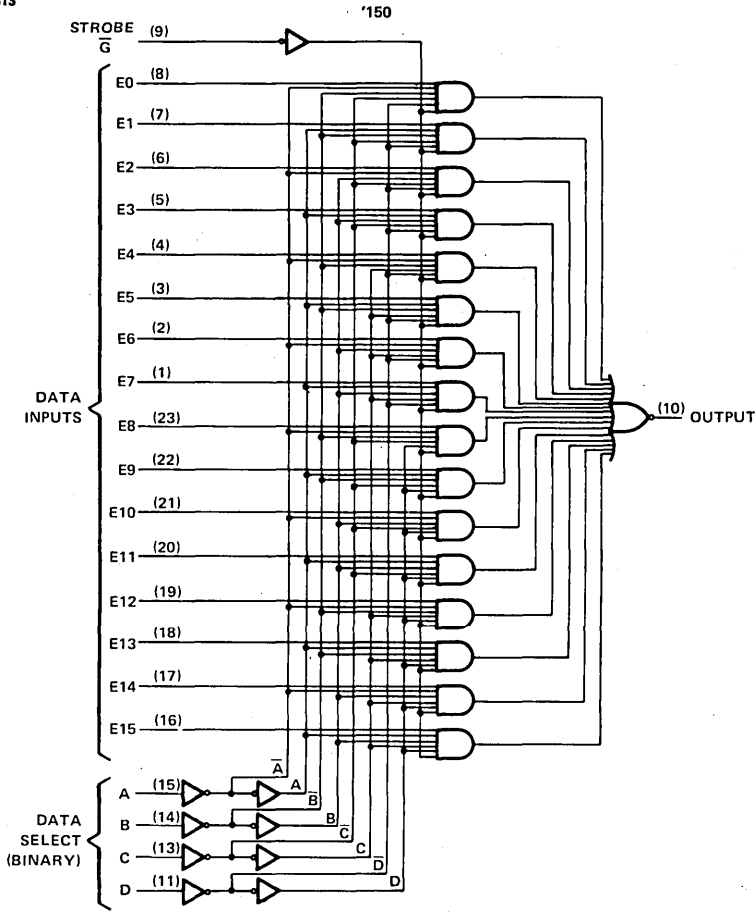 '150
STROBE
G̅ (9)
E0 (8)
E1 (7)
E2 (6)
E3 (5)
E4 (4)
E5 (3)
E6 (2)
E7 (1)
DATA
INPUTS
E8 (23)
(10) OUTPUT
E9 (22)
E10 (21)
E11 (20)
E12 (19)
E13 (18)
E14 (17)
E15 (16)
A̅
A (15) A
B̅
B (14) B
C̅
DATA
SELECT
(BINARY)
C (13) C
D̅
D (11) D